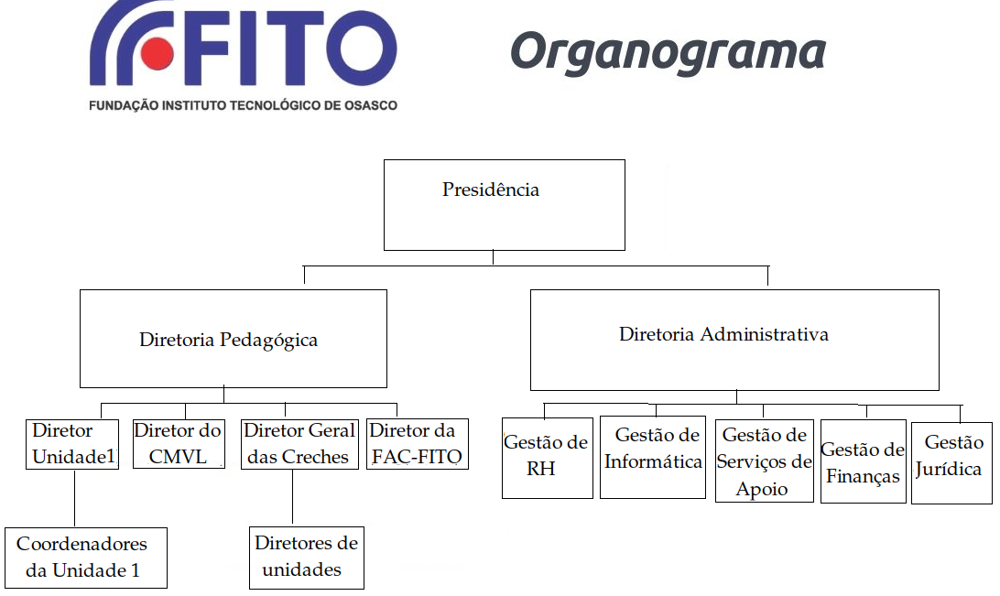 FITO
FUNDAÇÃO INSTITUTO TECNOLÓGICO DE OSASCO
Organograma
Presidência
Diretoria Pedagógica
Diretoria Administrativa
Diretor
Unidade1
Diretor do
CMVL
Diretor Geral
das Creches
Diretor da
FAC-FITO
Gestão de
RH
Gestão de
Informática
Gestão de
Serviços de
Apoio
Gestão de
Finanças
Gestão
Jurídica
Coordenadores
da Unidade 1
Diretores de
unidades